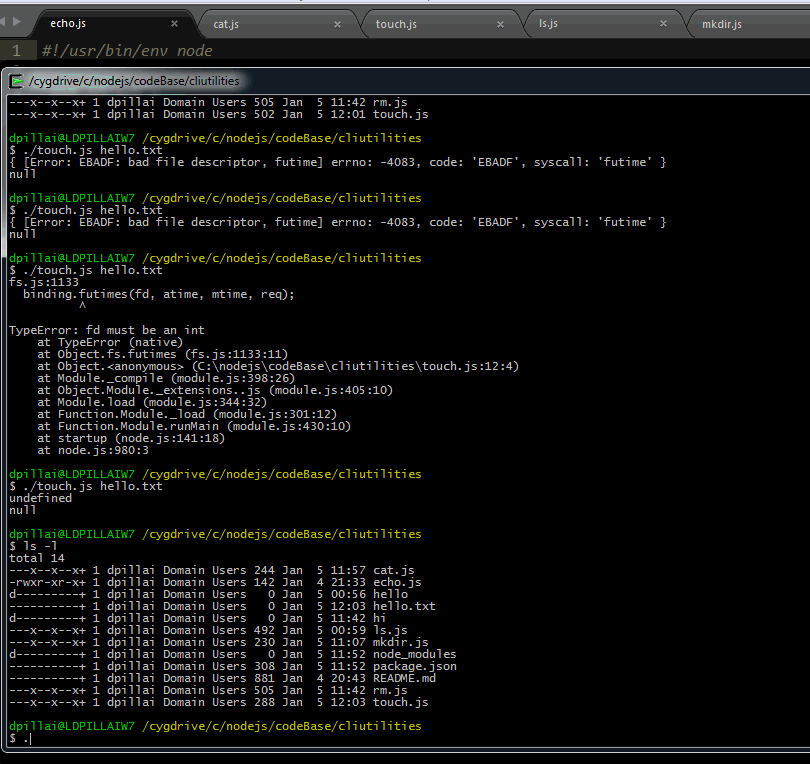 echo.js × cat.js × touch.js × ls.js × mkdir.js
1 #!/usr/bin/env node
/cygdrive/c/nodejs/codeBase/cliutilities
---x--x--x+ 1 dpillai Domain Users 505 Jan  5 11:42 rm.js
---x--x--x+ 1 dpillai Domain Users 502 Jan  5 12:01 touch.js
dpillai@LDPILLAIW7 /cygdrive/c/nodejs/codeBase/cliutilities
$ ./touch.js hello.txt
{ [Error: EBADF: bad file descriptor, futime] errno: -4083, code: 'EBADF', syscall: 'futime' }
null
dpillai@LDPILLAIW7 /cygdrive/c/nodejs/codeBase/cliutilities
$ ./touch.js hello.txt
{ [Error: EBADF: bad file descriptor, futime] errno: -4083, code: 'EBADF', syscall: 'futime' }
null
dpillai@LDPILLAIW7 /cygdrive/c/nodejs/codeBase/cliutilities
$ ./touch.js hello.txt
fs.js:1133
  binding.futimes(fd, atime, mtime, req);
          ^
TypeError: fd must be an int
    at TypeError (native)
    at Object.fs.futimes (fs.js:1133:11)
    at Object.<anonymous> (C:\nodejs\codeBase\cliutilities\touch.js:12:4)
    at Module._compile (module.js:398:26)
    at Object.Module._extensions..js (module.js:405:10)
    at Module.load (module.js:344:32)
    at Function.Module._load (module.js:301:12)
    at Function.Module.runMain (module.js:430:10)
    at startup (node.js:141:18)
    at node.js:980:3
dpillai@LDPILLAIW7 /cygdrive/c/nodejs/codeBase/cliutilities
$ ./touch.js hello.txt
undefined
null
dpillai@LDPILLAIW7 /cygdrive/c/nodejs/codeBase/cliutilities
$ ls -l
total 14
---x--x--x+ 1 dpillai Domain Users 244 Jan  5 11:57 cat.js
-rwxr-xr-x+ 1 dpillai Domain Users 142 Jan  4 21:33 echo.js
d---------+ 1 dpillai Domain Users   0 Jan  5 00:56 hello
----------+ 1 dpillai Domain Users   0 Jan  5 12:03 hello.txt
d---------+ 1 dpillai Domain Users   0 Jan  5 11:42 hi
---x--x--x+ 1 dpillai Domain Users 492 Jan  5 00:59 ls.js
---x--x--x+ 1 dpillai Domain Users 230 Jan  5 11:07 mkdir.js
d---------+ 1 dpillai Domain Users   0 Jan  5 11:52 node_modules
----------+ 1 dpillai Domain Users 308 Jan  5 11:52 package.json
----------+ 1 dpillai Domain Users 881 Jan  4 20:43 README.md
---x--x--x+ 1 dpillai Domain Users 505 Jan  5 11:42 rm.js
---x--x--x+ 1 dpillai Domain Users 288 Jan  5 12:03 touch.js
dpillai@LDPILLAIW7 /cygdrive/c/nodejs/codeBase/cliutilities
$ .